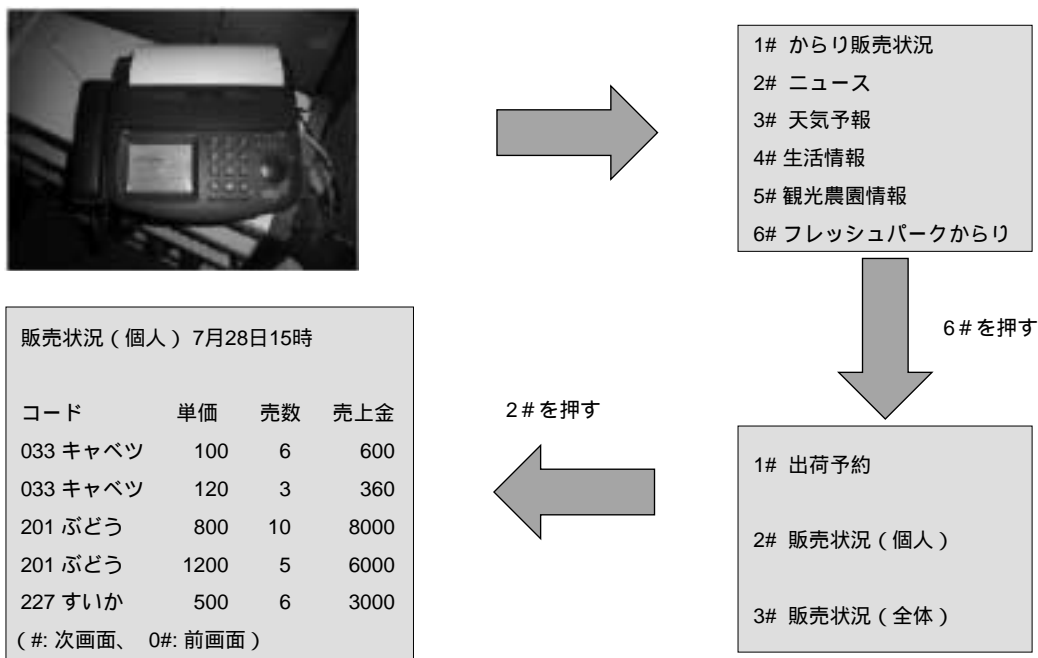 1# からり販売状況
2# ニュース
3# 天気予報
4# 生活情報
5# 観光農園情報
6# フレッシュパークからり
6#を押す
1# 出荷予約
2# 販売状況(個人)
3# 販売状況(全体)
2#を押す
販売状況(個人) 7月28日15時
コード 単価 売数 売上金
033 キャベツ 100 6 600
033 キャベツ 120 3 360
201 ぶどう 800 10 8000
201 ぶどう 1200 5 6000
227 すいか 500 6 3000
(#: 次画面、 0#: 前画面)